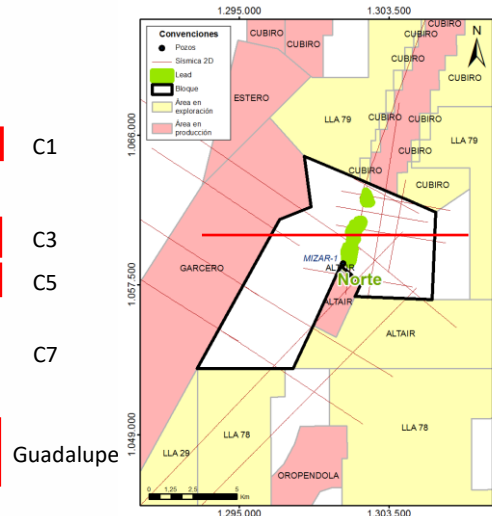 C1
C3
C5
C7
Guadalupe
1.295.000
1.303.500
Convenciones
Pozos
Sísmica 2D
Lead
Bloque
Área en
exploración
Área en
producción
N
CUBIRO
CUBIRO
CUBIRO
CUBIRO
CUBIRO
ESTERO
LLA 79
CUBIRO
CUBIRO
LLA 79
CUBIRO
CUBIRO
1.066.000
GARCERO
MIZAR-1
ALTAIR
Norte
ALTAIR
1.057.500
ALTAIR
LLA 78
LLA 78
LLA 29
OROPENDOLA
1.049.000
0 1,25 2,5 5
Km
1.295.000
1.303.500